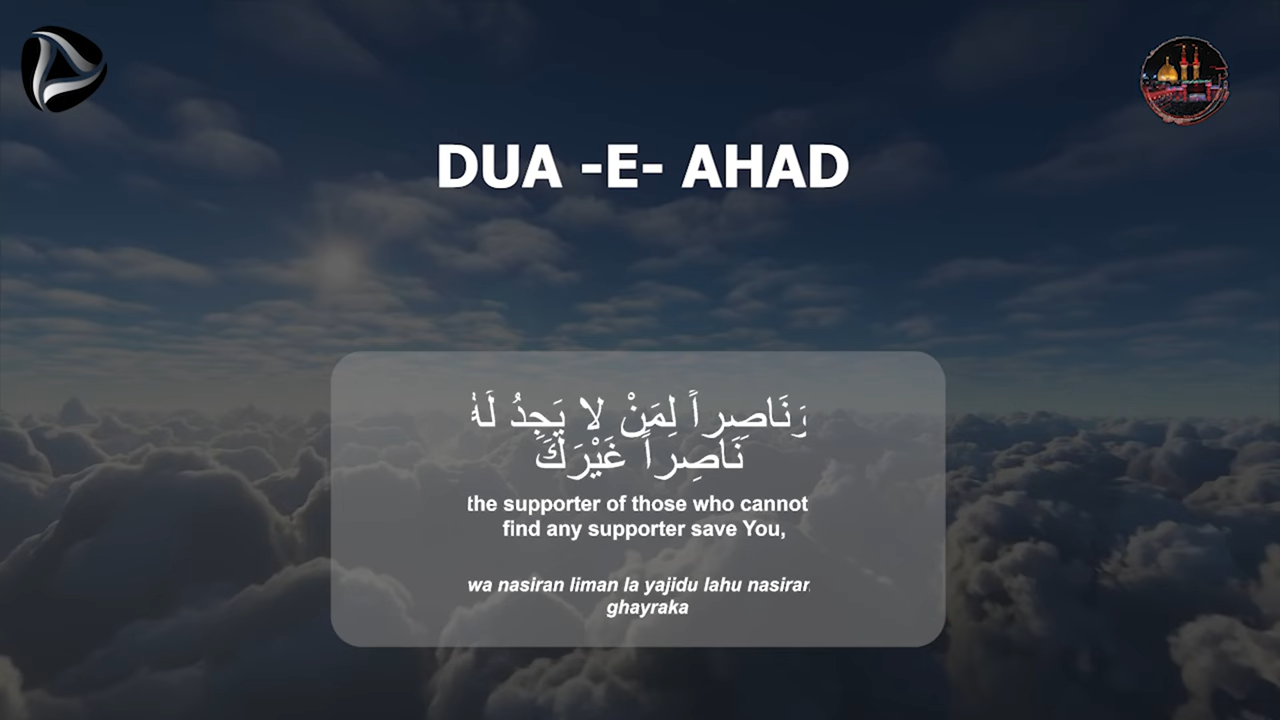 DUA -E- AHAD
وَنَاصِراً لِمَنْ لا يَجِدُ لَهُ
نَاصِراً غَيْرَكَ
the supporter of those who cannot
find any supporter save You,
wa nasiran liman la yajidu lahu nasiran
ghayraka